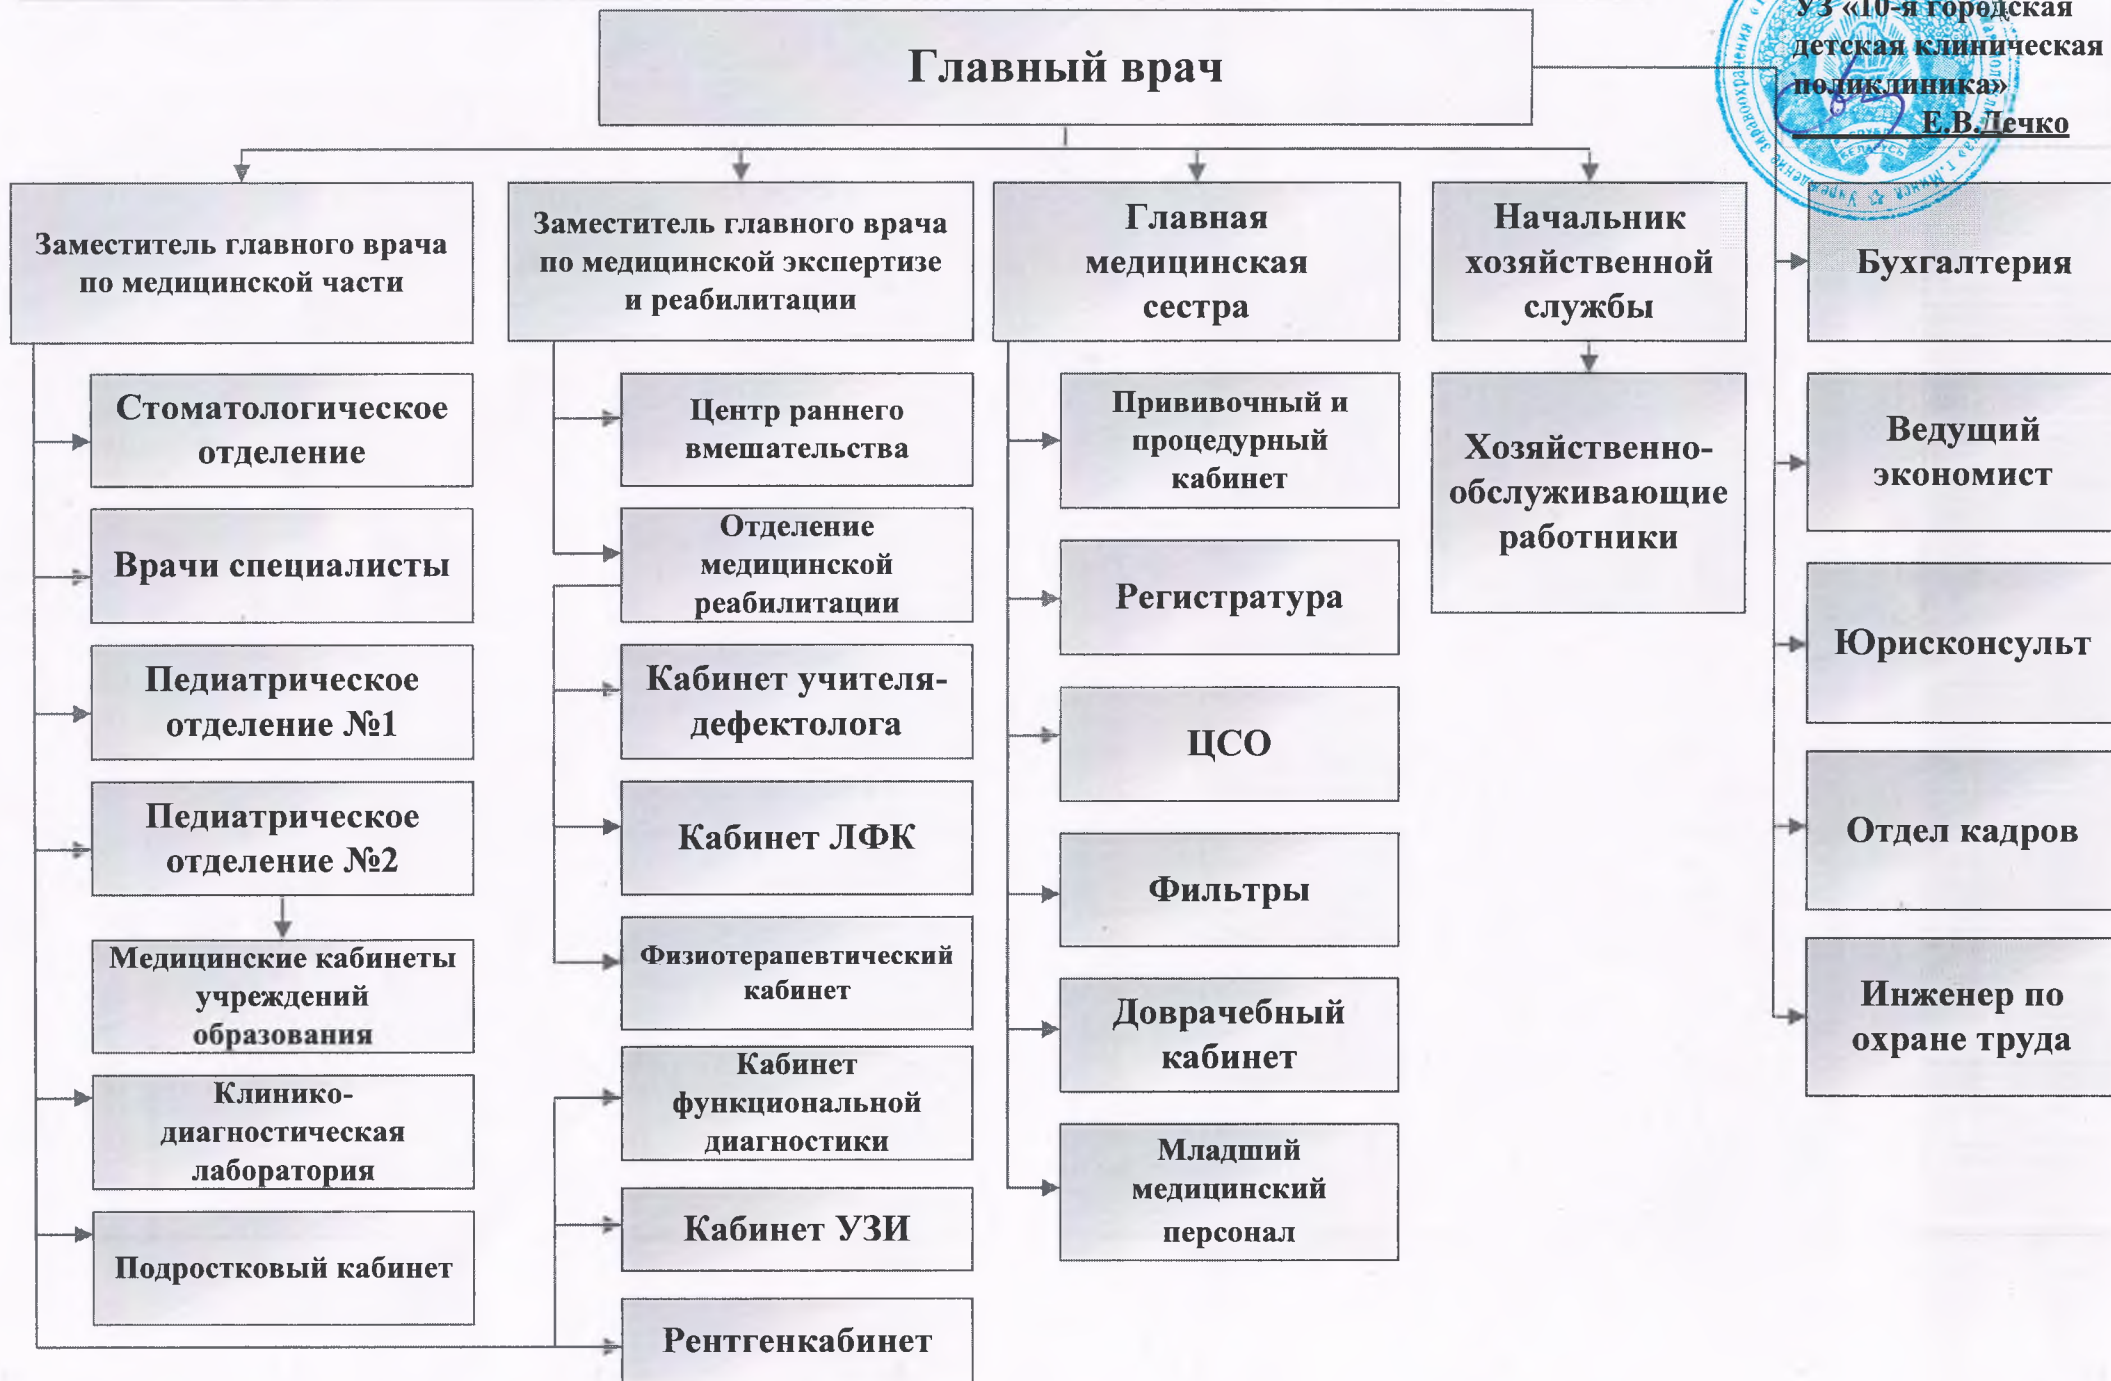 Главный врач
УЗ «10-я городская
детская клиническая
поликлиника»
Е.В.Дечко
Заместитель главного врача
по медицинской части
Стоматологическое
отделение
Врачи специалисты
Педиатрическое
отделение №1
Педиатрическое
отделение №2
Медицинские кабинеты
учреждений
образования
Клинико-
диагностическая
лаборатория
Подростковый кабинет
Заместитель главного врача
по медицинской экспертизе
и реабилитации
Центр раннего
вмешательства
Отделение
медицинской
реабилитации
Кабинет учителя-
дефектолога
Кабинет ЛФК
Физиотерапевтический
кабинет
Кабинет
функциональной
диагностики
Кабинет УЗИ
Рентгенкабинет
Главная
медицинская
сестра
Прививочный и
процедурный
кабинет
Регистратура
ЦСО
Фильтры
Доврачебный
кабинет
Младший
медицинский
персонал
Начальник
хозяйственной
службы
Хозяйственно-
обслуживающие
работники
Бухгалтерия
Ведущий
экономист
Юрисконсульт
Отдел кадров
Инженер по
охране труда